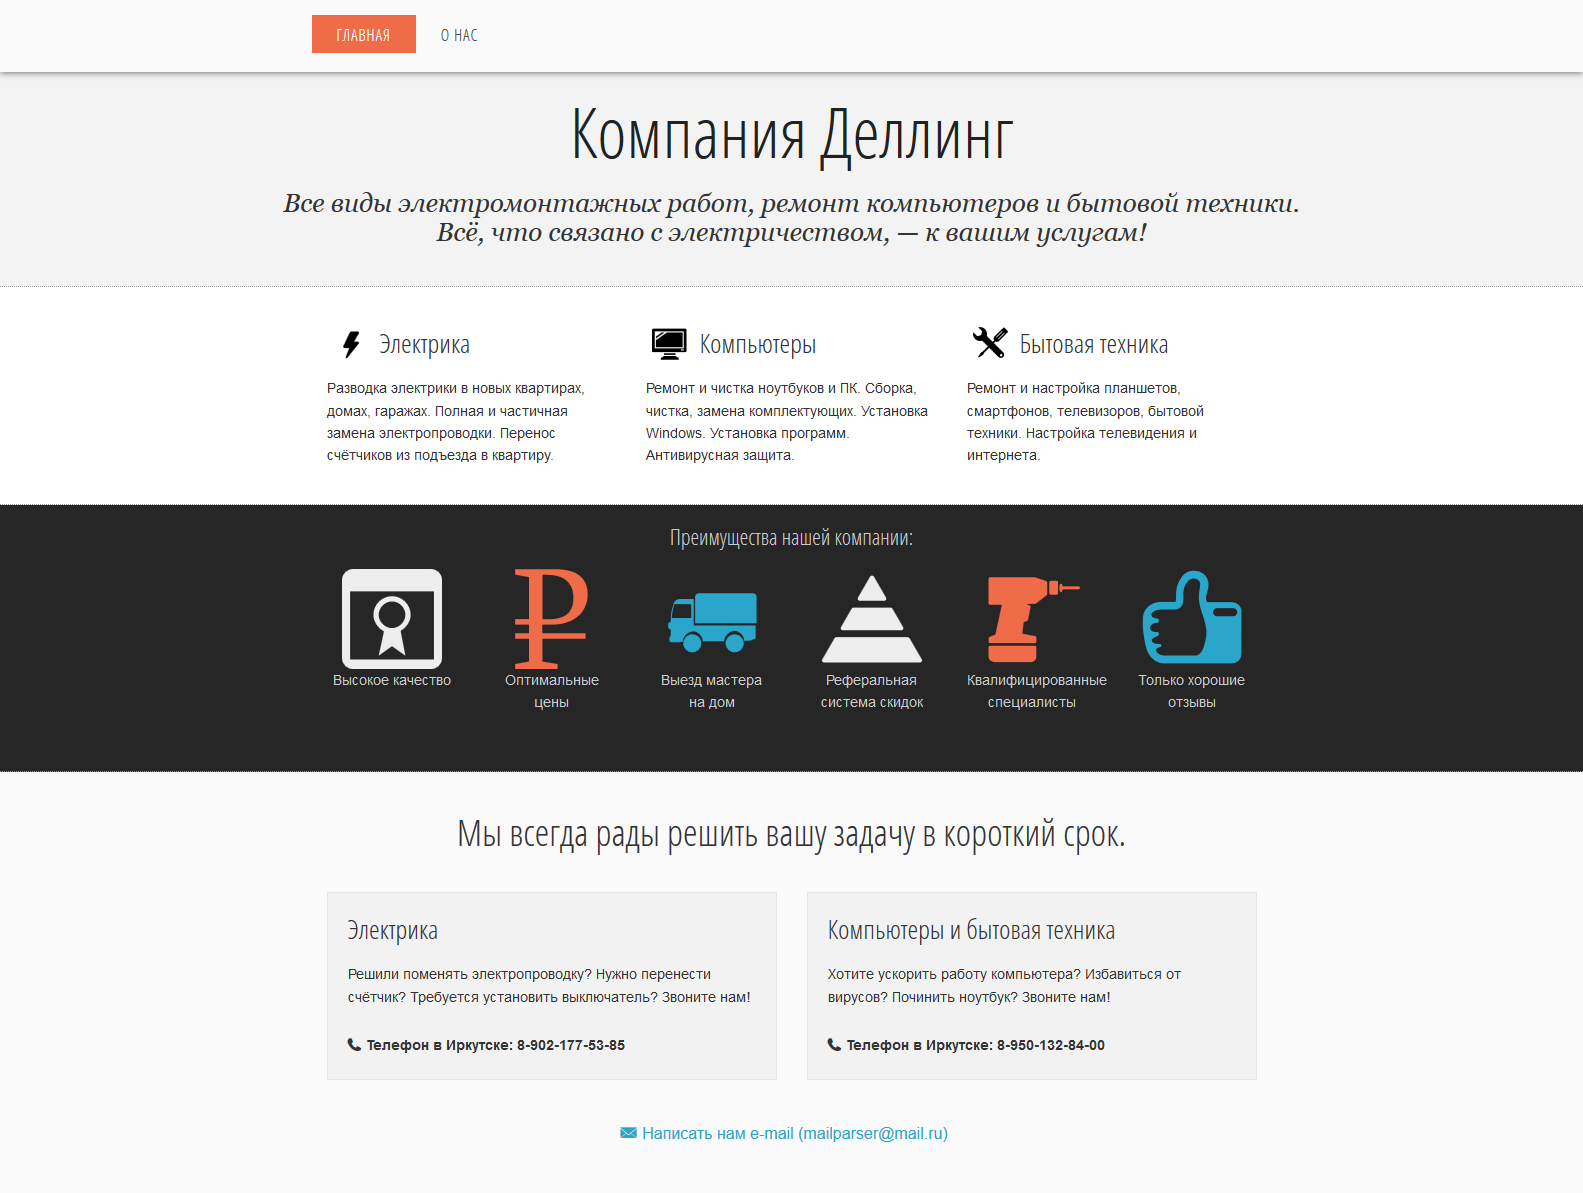 ГЛАВНАЯ
О НАС
Компания Деллинг
Все виды электромонтажных работ, ремонт компьютеров и бытовой техники.
Всё, что связано с электричеством, — к вашим услугам!
Электрика
Разводка электрики в новых квартирах,
домах, гаражах. Полная и частичная
замена электропроводки. Перенос
счётчиков из подъезда в квартиру.
Компьютеры
Ремонт и чистка ноутбуков и ПК. Сборка,
чистка, замена комплектующих. Установка
Windows. Установка программ.
Антивирусная защита.
Бытовая техника
Ремонт и настройка планшетов,
смартфонов, телевизоров, бытовой
техники. Настройка телевидения и
интернета.
Преимущества нашей компании:
Высокое качество
Оптимальные
цены
Выезд мастера
на дом
Реферальная
система скидок
Квалифицированные
специалисты
Только хорошие
отзывы
Мы всегда рады решить вашу задачу в короткий срок.
Электрика
Решили поменять электропроводку? Нужно перенести
счётчик? Требуется установить выключатель? Звоните нам!
Телефон в Иркутске: 8-902-177-53-85
Компьютеры и бытовая техника
Хотите ускорить работу компьютера? Избавиться от
вирусов? Починить ноутбук? Звоните нам!
Телефон в Иркутске: 8-950-132-84-00
Написать нам e-mail (mailparser@mail.ru)